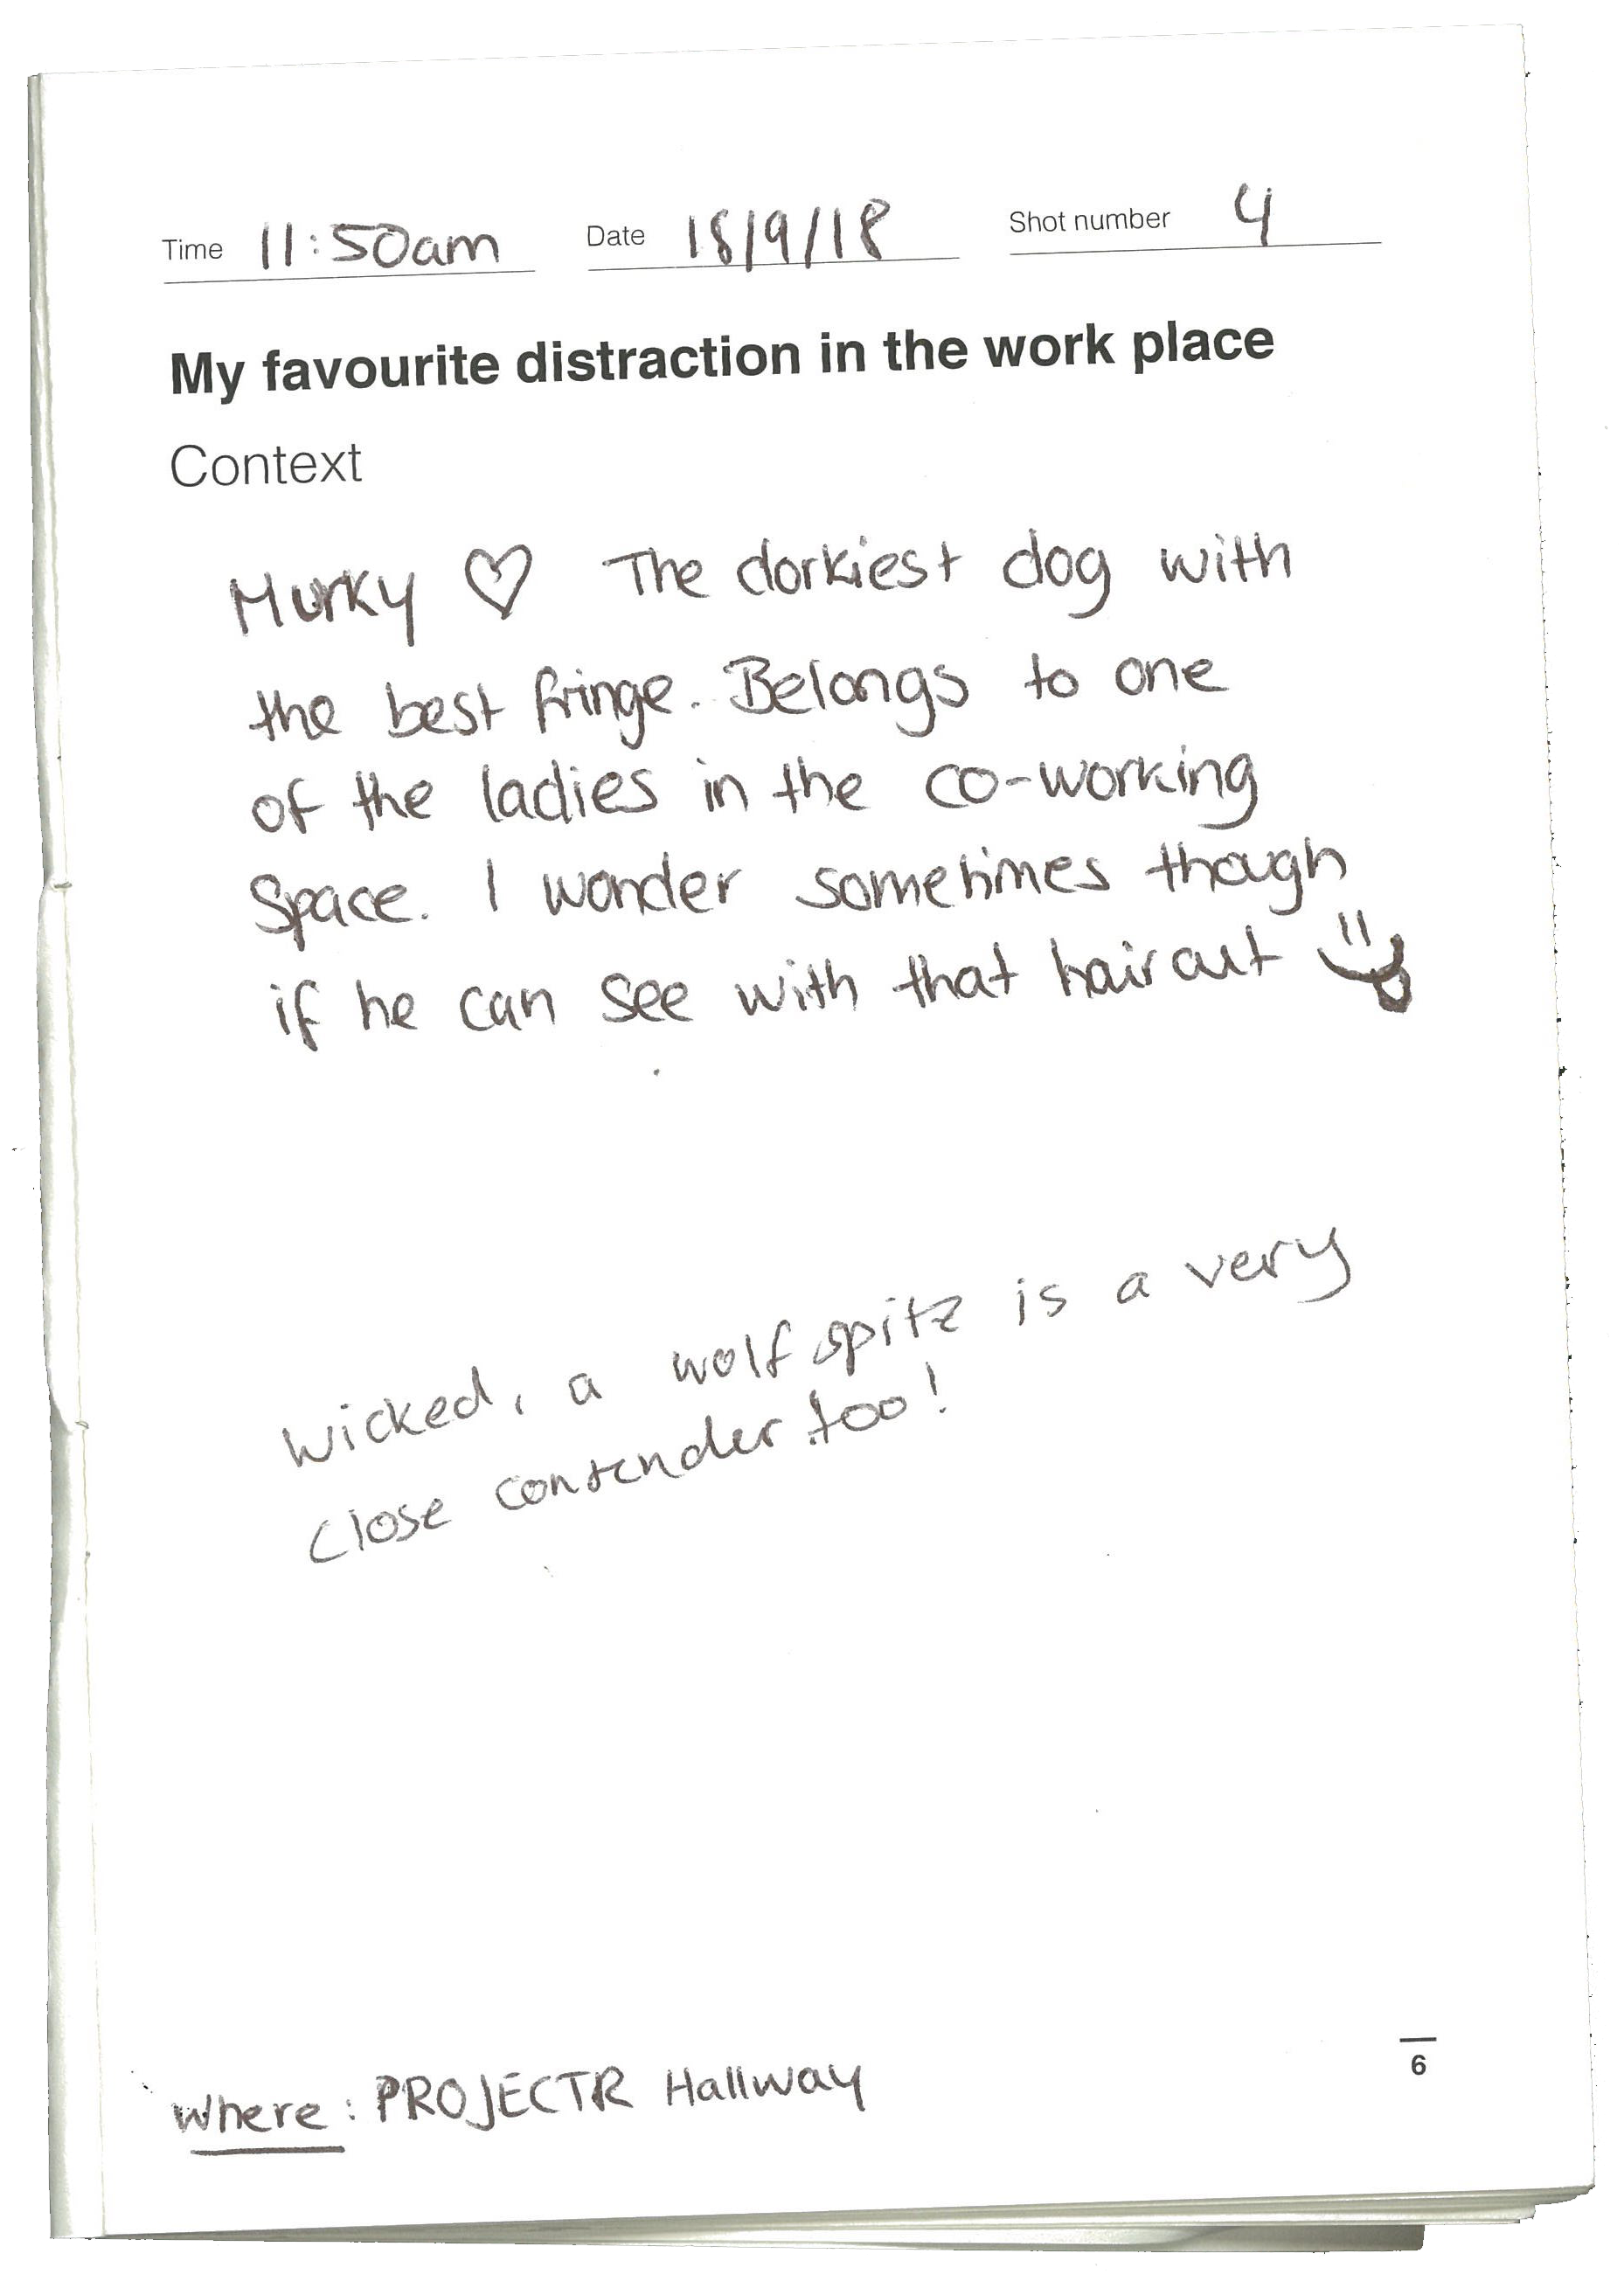 Time 11:50am Date 18/9/18 Shot number 4
My favourite distraction in the work place
Context
Murky ♡ The dorkiest dog with
the best fringe. Belongs to one
of the ladies in the co-working
space. I wonder sometimes though
if he can see with that haircut
Wicked, a wolf spitz is a very
close contender too!
6
Where: PROJECTR Hallway